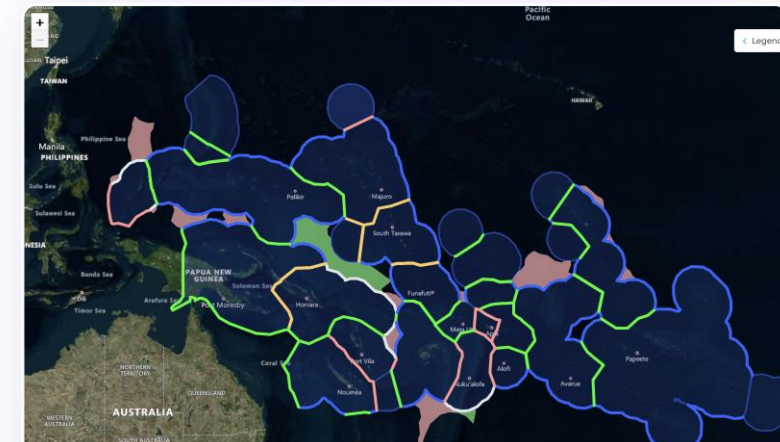 Pacific
Ocean
+
−
‹ Legend
Taipei
TAIWAN
HAWAII
Philippine Sea
Manila
PHILIPPINES
Sulu Sea
Palikir
Majuro
Sulawesi Sea
South Tarawa
NESIA
PAPUA NEW
GUINEA
Banda Sea
Solomon Sea
Funafuti
Dili
Arafura Sea
Port Moresby
Honiara
Timor Sea
Mata U
Coral S
Port Vila
Papeete
NORTHERN
TERRITORY
Alofi
Nuku'alofa
Avarua
QUEENSLAND
Nouméa
AUSTRALIA
WESTERN
AUSTRALIA
SOUTH AUSTRALIA